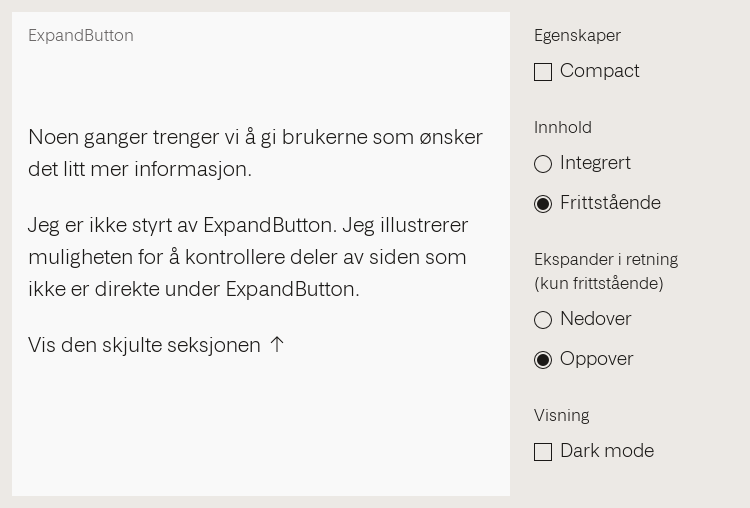 ExpandButton
Noen ganger trenger vi å gi brukerne som ønsker
det litt mer informasjon.
Jeg er ikke styrt av ExpandButton. Jeg illustrerer
muligheten for å kontrollere deler av siden som
ikke er direkte under ExpandButton.
Vis den skjulte seksjonen ↑
Egenskaper
Compact
Innhold
Integrert
Frittstående
Ekspander i retning
(kun frittstående)
Nedover
Oppover
Visning
Dark mode